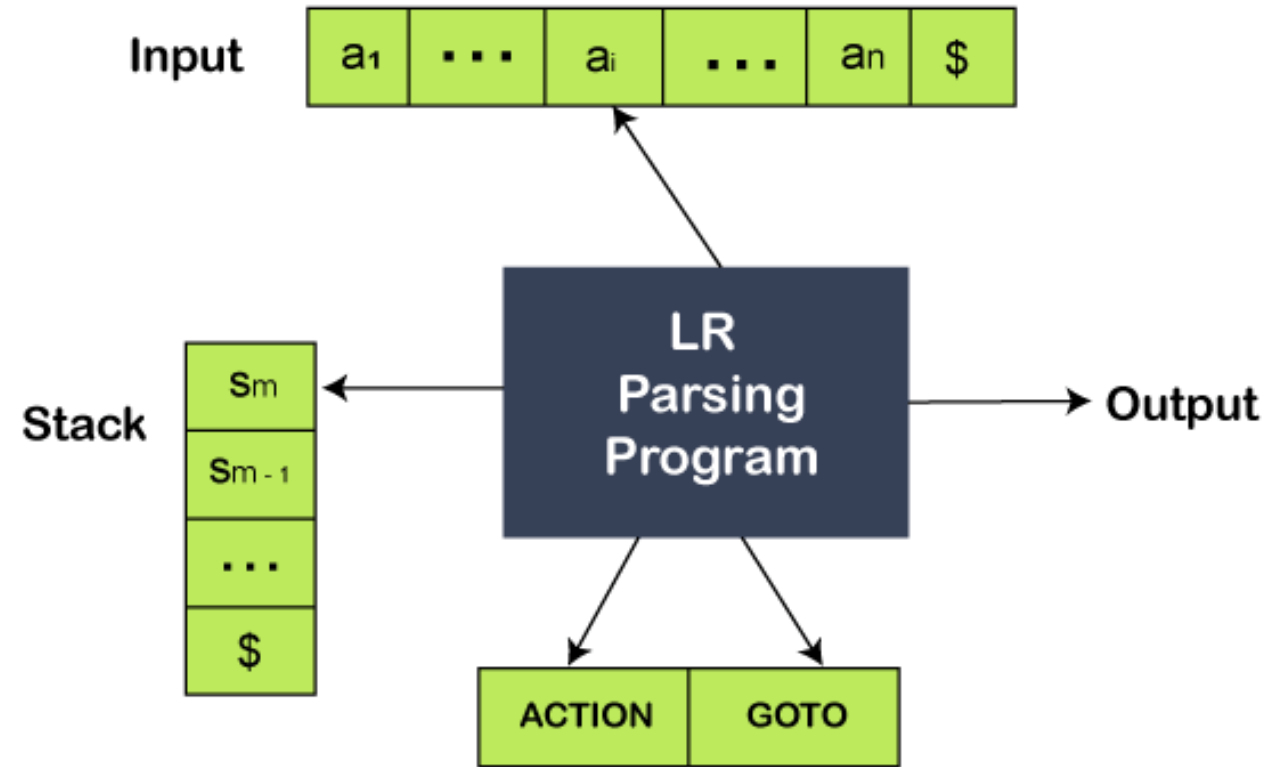 Input a₁ ... aᵢ ... an $
LR
Parsing
Program
Output
Stack
Sm
Sm - 1
...
$
ACTION GOTO